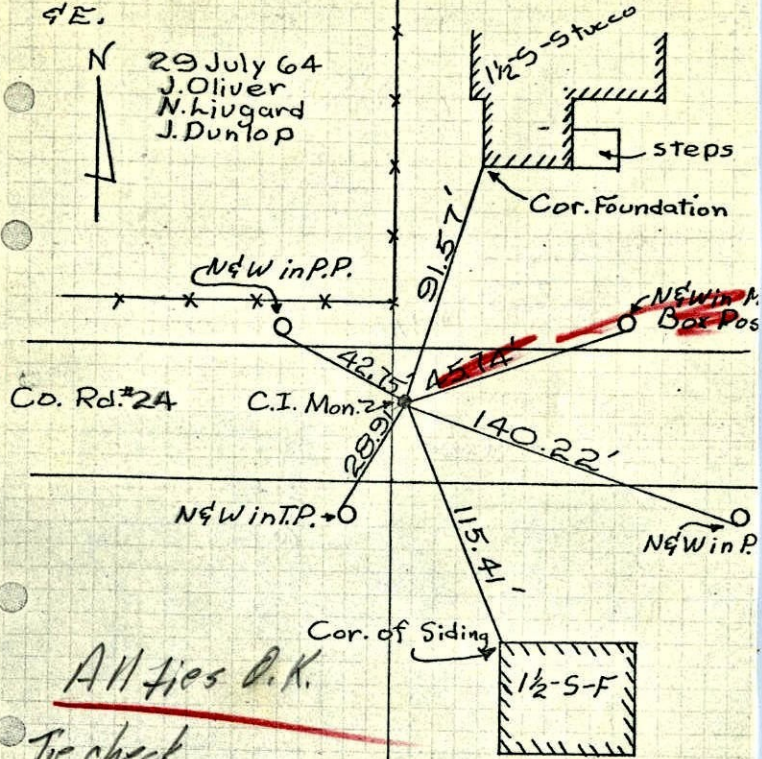 & E.
N
29 July 64
J. Oliver
N. Livgard
J. Dunlop
1½-S-Stucco
steps
Cor. Foundation
91.57'
N&W in P.P.
N&W in M.
Box Pos
42.75'
45.74'
Co. Rd. #24
C.I. Mon.
28.91'
140.22'
N&W in T.P.
115.41'
N&W in P.
Cor. of Siding
1½-S-F
All ties O.K.
Tie check